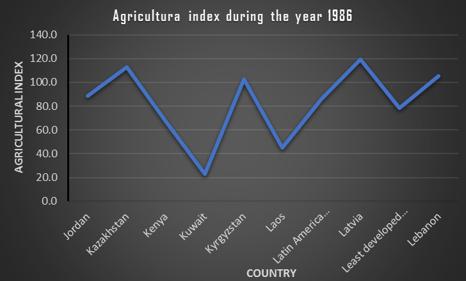 Agricultura index during the year 1986
140.0
120.0
100.0
80.0
60.0
40.0
20.0
0.0
AGRICULTURAL INDEX
Jordan
Kazakhstan
Kenya
Kuwait
Kyrgyzstan
Laos
Latin America...
Latvia
Least developed...
Lebanon
COUNTRY